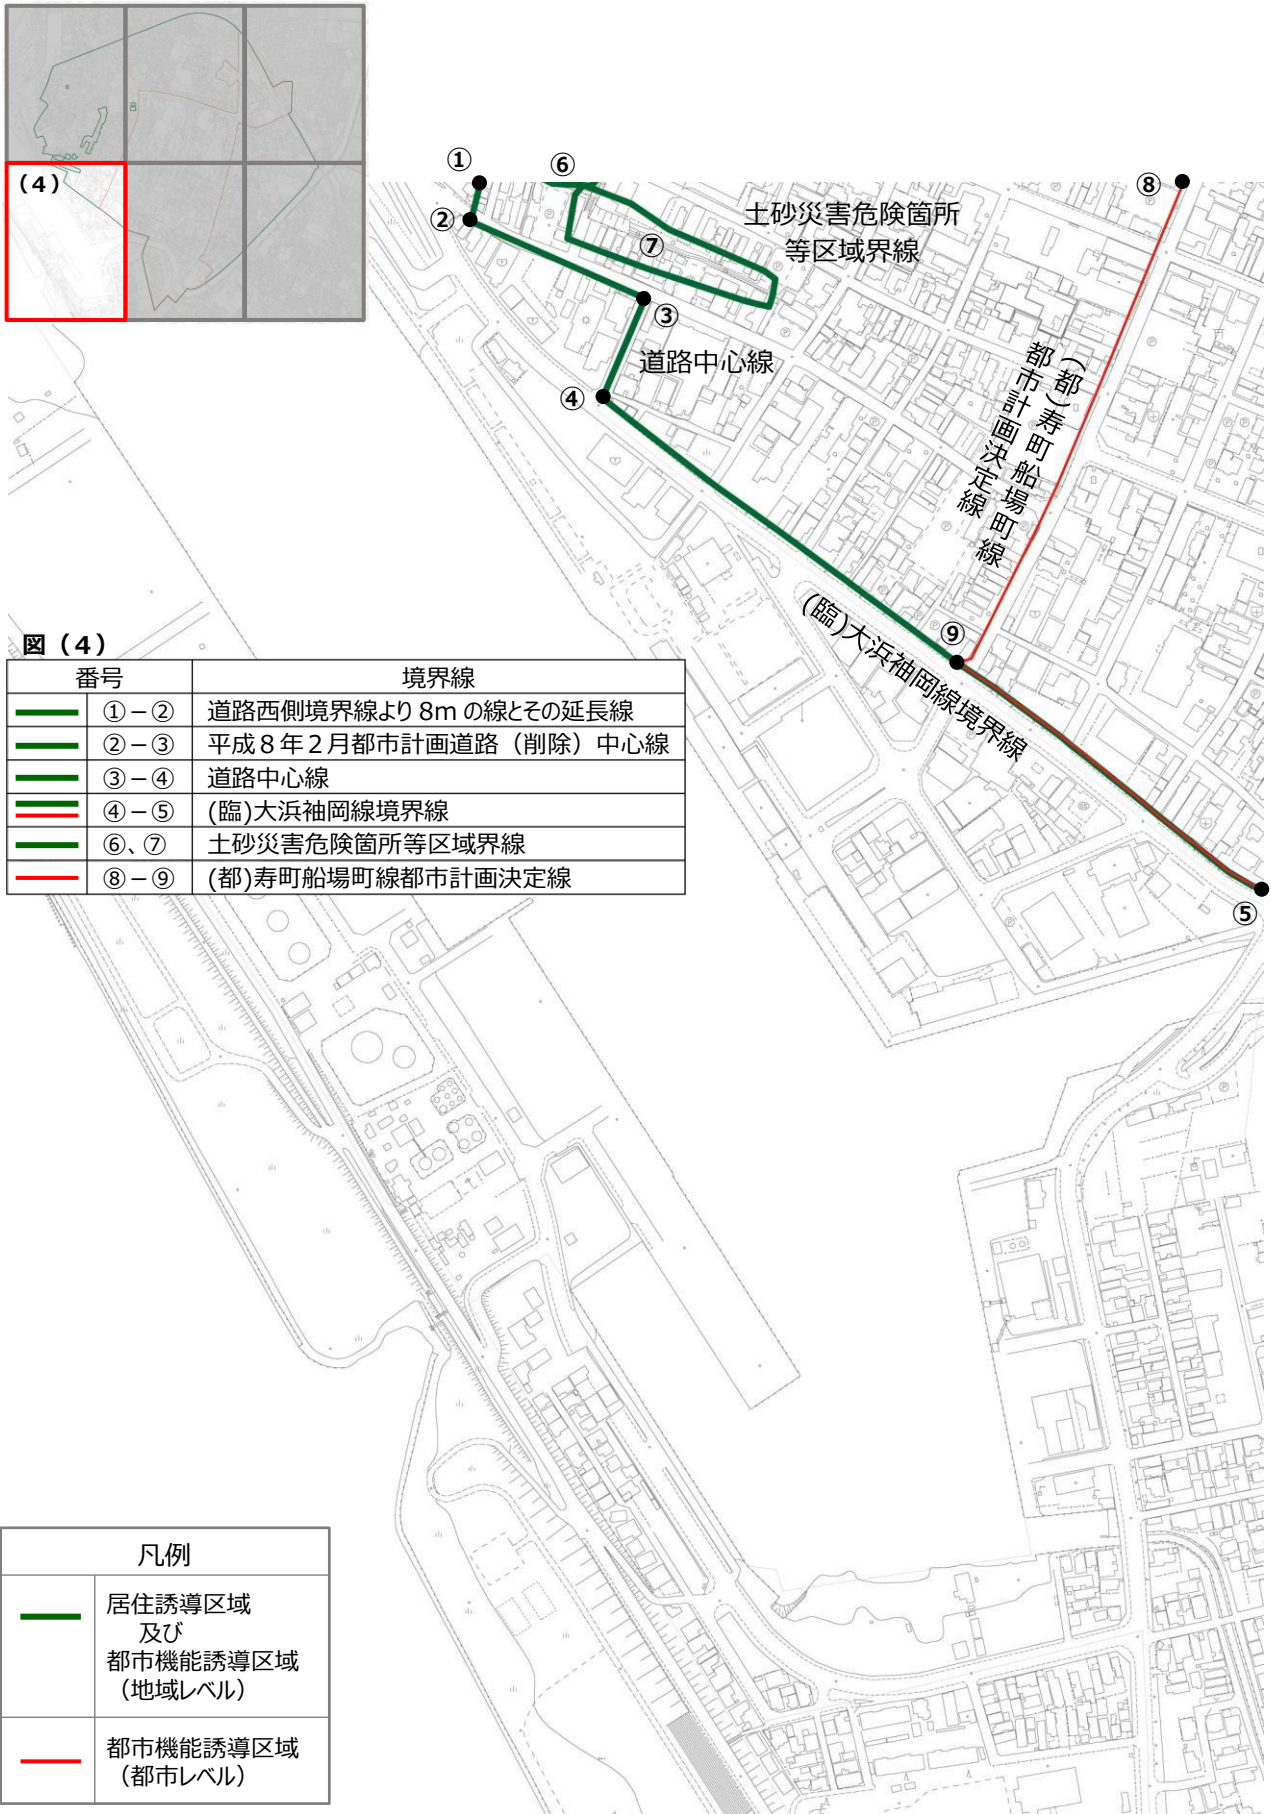 （4）
①
⑥
⑧
②
土砂災害危険箇所
等区域界線
⑦
③
道路中心線
④
（都）寿町船場町線
都市計画決定線
⑨
(臨)大浜袖岡線境界線
⑤
図（4）
番号 境界線
①－② 道路西側境界線より 8m の線とその延長線
②－③ 平成８年２月都市計画道路（削除）中心線
③－④ 道路中心線
④－⑤ (臨)大浜袖岡線境界線
⑥、⑦ 土砂災害危険箇所等区域界線
⑧－⑨ (都)寿町船場町線都市計画決定線
凡例
居住誘導区域
及び
都市機能誘導区域
（地域レベル）
都市機能誘導区域
（都市レベル）